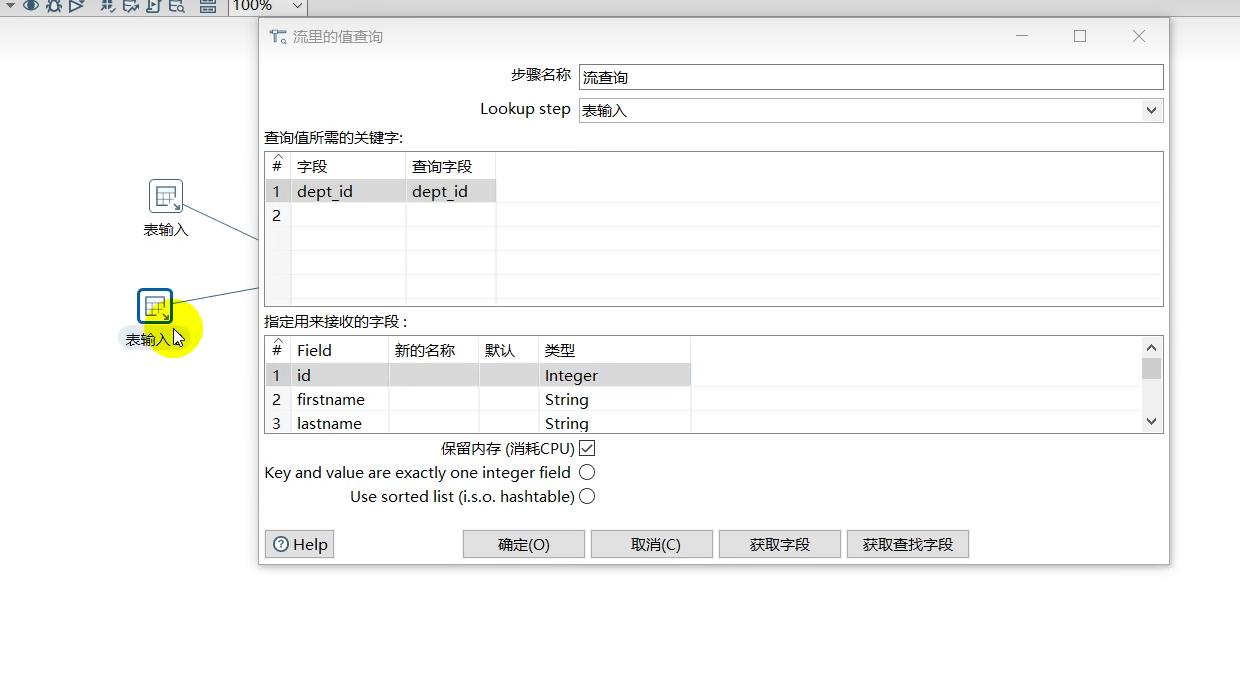 100%
流里的值查询
步骤名称 流查询
Lookup step 表输入
查询值所需的关键字:
# 字段 查询字段
1 dept_id dept_id
2
表输入
表输入
指定用来接收的字段 :
# Field 新的名称 默认 类型
1 id Integer
2 firstname String
3 lastname String
保留内存 (消耗CPU)
Key and value are exactly one integer field
Use sorted list (i.s.o. hashtable)
Help 确定(O) 取消(C) 获取字段 获取查找字段